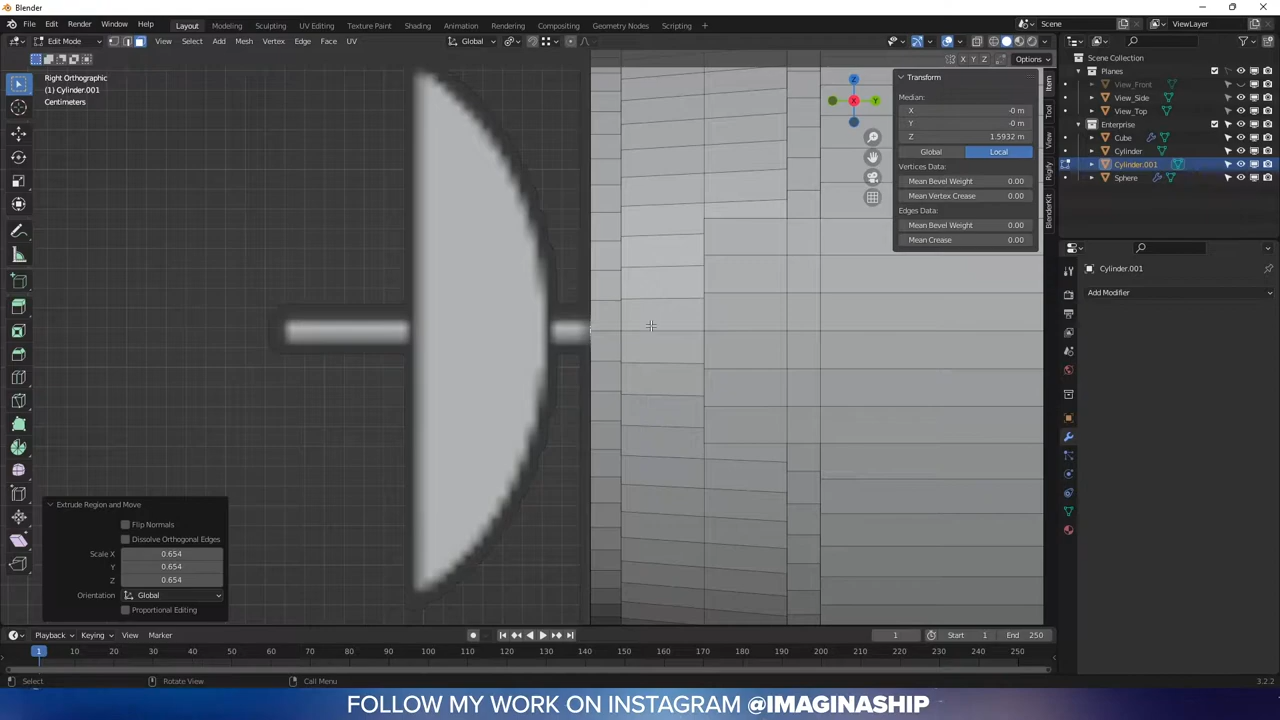 Blender
File Edit Render Window Help Layout Modeling Sculpting UV Editing Texture Paint Shading Animation Rendering Compositing Geometry Nodes Scripting + Scene ViewLayer
Edit Mode View Select Add Mesh Vertex Edge Face UV Global
X Y Z Options
Right Orthographic
(1) Cylinder.001
Centimeters
Z
X
Y
Transform
Median:
X -0 m
Y -0 m
Z 1.5932 m
Global Local
Vertices Data:
Mean Bevel Weight 0.00
Mean Vertex Crease 0.00
Edges Data:
Mean Bevel Weight 0.00
Mean Crease 0.00
Item
Tool
View
Rigify
BlenderKit
Scene Collection
Planes
View_Front
View_Side
View_Top
Enterprise
Cube
Cylinder
Cylinder.001
Sphere
Cylinder.001
Add Modifier
Extrude Region and Move
Flip Normals
Dissolve Orthogonal Edges
Scale X 0.654
Y 0.654
Z 0.654
Orientation Global
Proportional Editing
Playback Keying View Marker 1 Start 1 End 250
1 10 20 30 40 50 60 70 80 90 100 110 120 130 140 150 160 170 180 190 200 210 220 230 240 250
Select Rotate View Call Menu 3.2.2
FOLLOW MY WORK ON INSTAGRAM @IMAGINASHIP